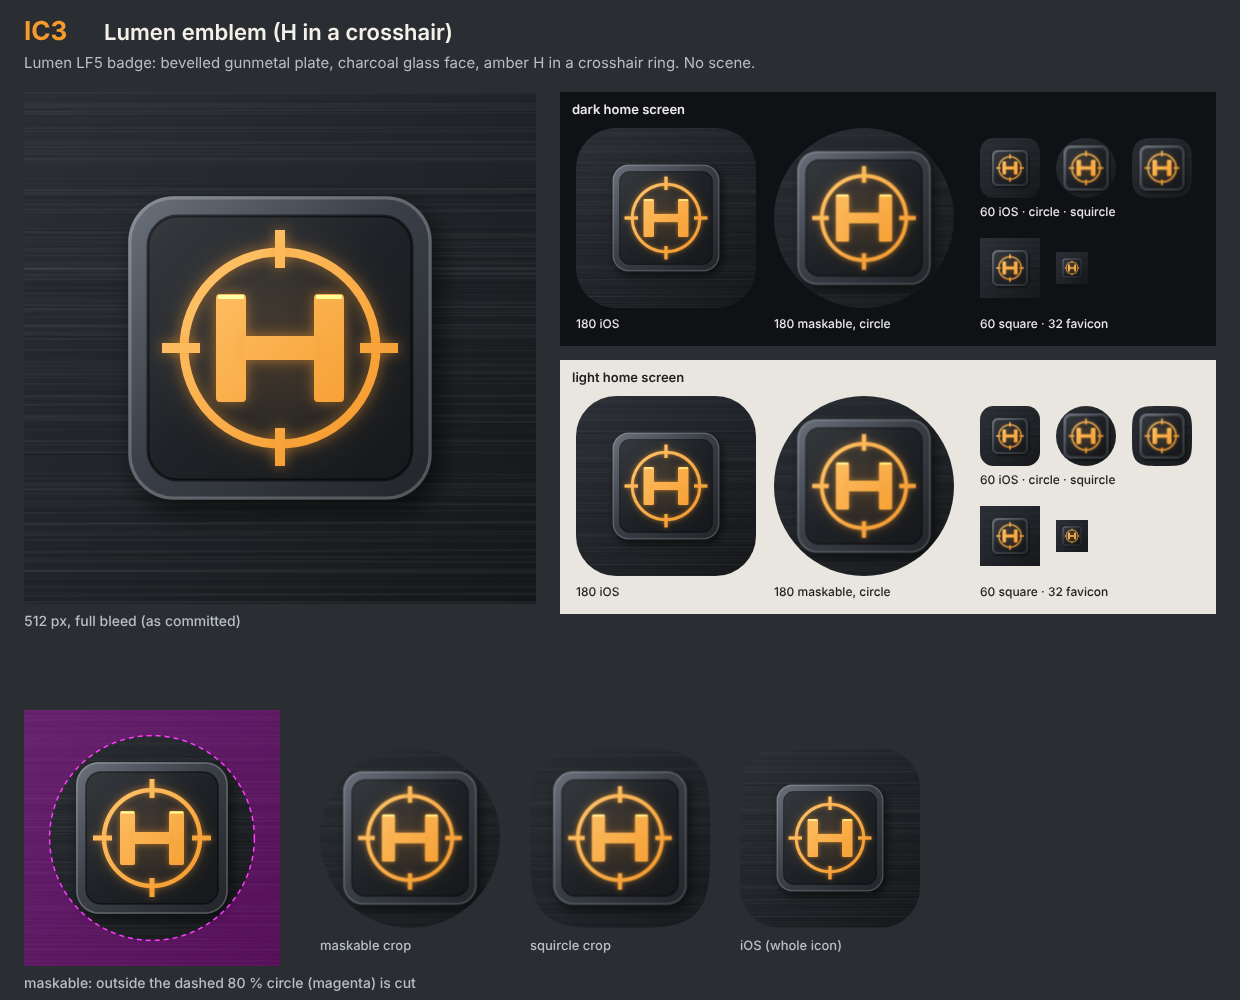 IC3 Lumen emblem (H in a crosshair)
Lumen LF5 badge: bevelled gunmetal plate, charcoal glass face, amber H in a crosshair ring. No scene.
H
512 px, full bleed (as committed)
dark home screen
H H H H H
60 iOS · circle · squircle
H H
180 iOS
180 maskable, circle
60 square · 32 favicon
light home screen
H H H H H
60 iOS · circle · squircle
H H
180 iOS
180 maskable, circle
60 square · 32 favicon
H H H H
maskable crop
squircle crop
iOS (whole icon)
maskable: outside the dashed 80 % circle (magenta) is cut